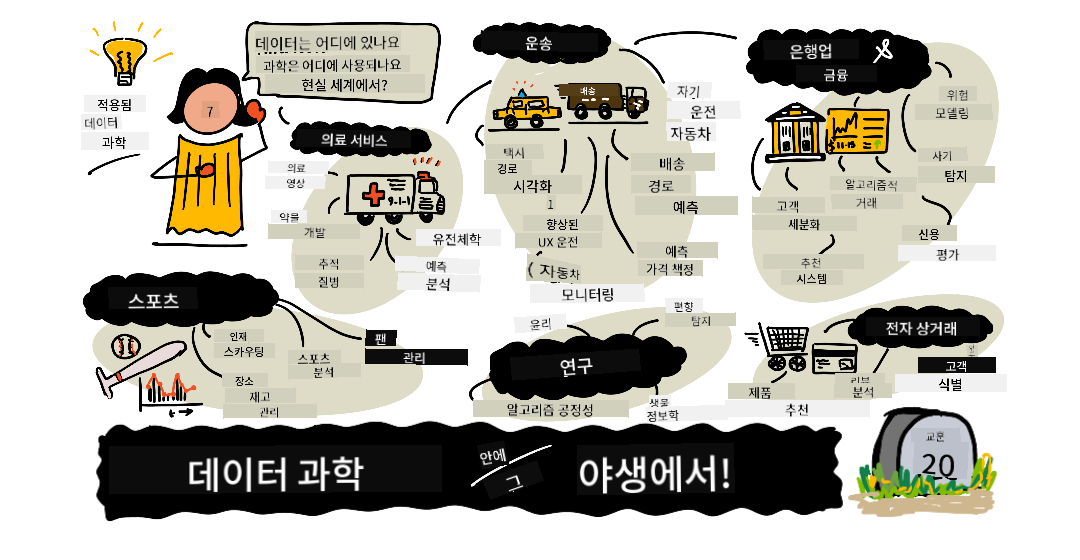 데이터는 어디에 있나요
과학은 어디에 사용되나요
현실 세계에서?
적용됨
데이터
과학
7
의료 서비스
의료
영상
약물
개발
추적
질병
유전체학
예측
분석
9-1-1
운송
배송
택시
경로
시각화
1
향상된
UX 운전
( 자동차
모니터링
자기
운전
자동차
배송
경로
예측
예측
가격 책정
은행업 &
금융
위험
모델링
사기
탐지
알고리즘적
거래
고객
세분화
추천
시스템
신용
평가
스포츠
인재
스카우팅
스포츠
분석
팬
관리
장소
재고
관리
t
연구
윤리
편향
탐지
알고리즘 공정성
생물
정보학
전자 상거래
고객
식별
리뷰
분석
제품
추천
데이터 과학
안에
그
야생에서!
교훈
20